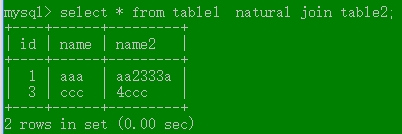 mysql> select * from table1  natural join table2;
+----+------+---------+
| id | name | name2   |
+----+------+---------+
|  1 | aaa  | aa2333a |
|  3 | ccc  | 4ccc    |
+----+------+---------+
2 rows in set (0.00 sec)